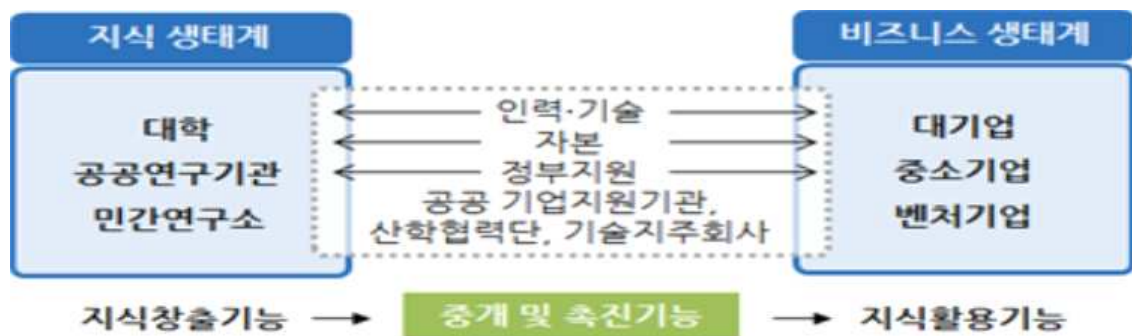 지식 생태계
대학
공공연구기관
민간연구소
인력·기술
자본
정부지원
공공 기업지원기관,
산학협력단, 기술지주회사
비즈니스 생태계
대기업
중소기업
벤처기업
지식창출기능 → 중개 및 촉진기능 → 지식활용기능